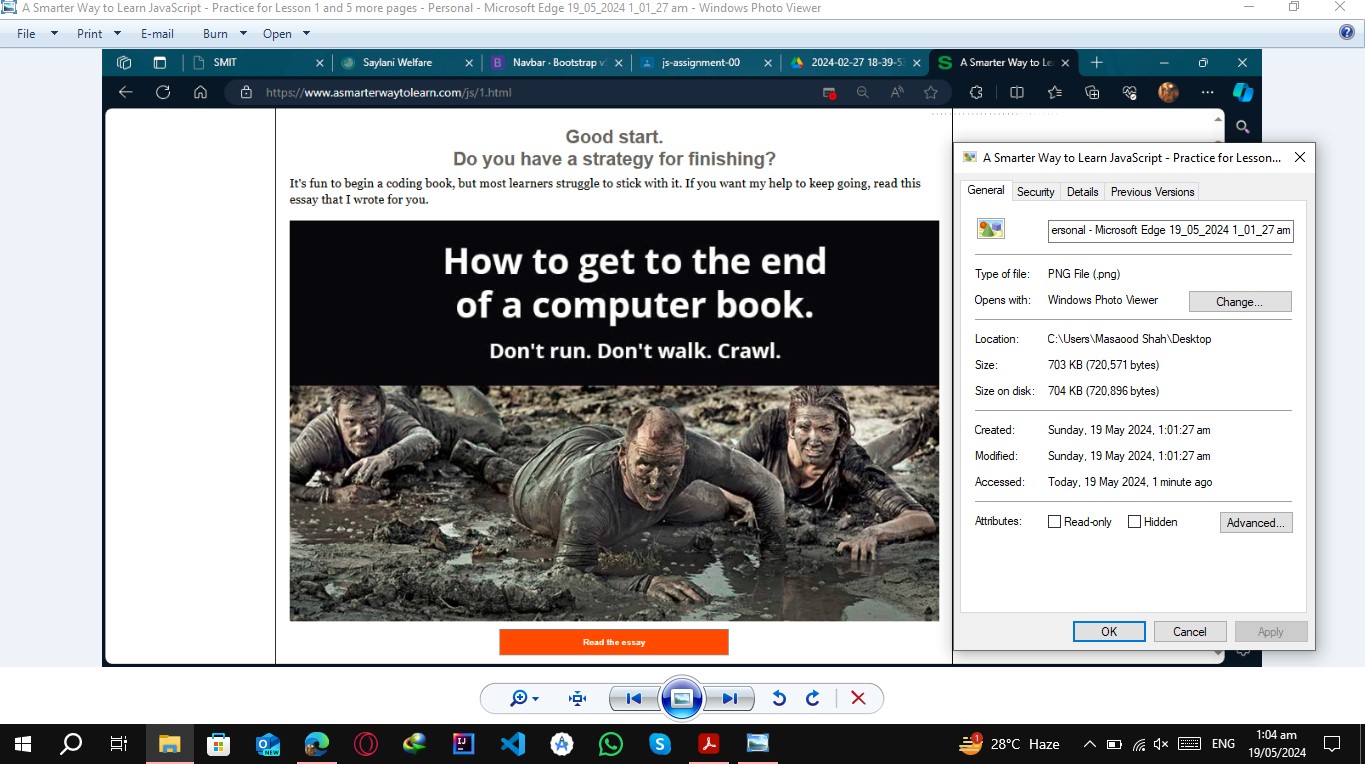 A Smarter Way to Learn JavaScript - Practice for Lesson 1 and 5 more pages - Personal - Microsoft Edge 19_05_2024 1_01_27 am - Windows Photo Viewer
File Print E-mail Burn Open
SMIT Saylani Welfare Navbar · Bootstrap v js-assignment-00 2024-02-27 18-39-5 A Smarter Way to Le
https://www.asmarterwaytolearn.com/js/1.html
Good start.
Do you have a strategy for finishing?
It's fun to begin a coding book, but most learners struggle to stick with it. If you want my help to keep going, read this
essay that I wrote for you.
How to get to the end
of a computer book.
Don't run. Don't walk. Crawl.
Read the essay
A Smarter Way to Learn JavaScript - Practice for Lesson...
General Security Details Previous Versions
ersonal - Microsoft Edge 19_05_2024 1_01_27 am
Type of file: PNG File (.png)
Opens with: Windows Photo Viewer Change...
Location: C:\Users\Masaood Shah\Desktop
Size: 703 KB (720,571 bytes)
Size on disk: 704 KB (720,896 bytes)
Created: Sunday, 19 May 2024, 1:01:27 am
Modified: Sunday, 19 May 2024, 1:01:27 am
Accessed: Today, 19 May 2024, 1 minute ago
Attributes: Read-only Hidden Advanced...
OK Cancel Apply
NEW
1 28°C Haze ENG 1:04 am
19/05/2024